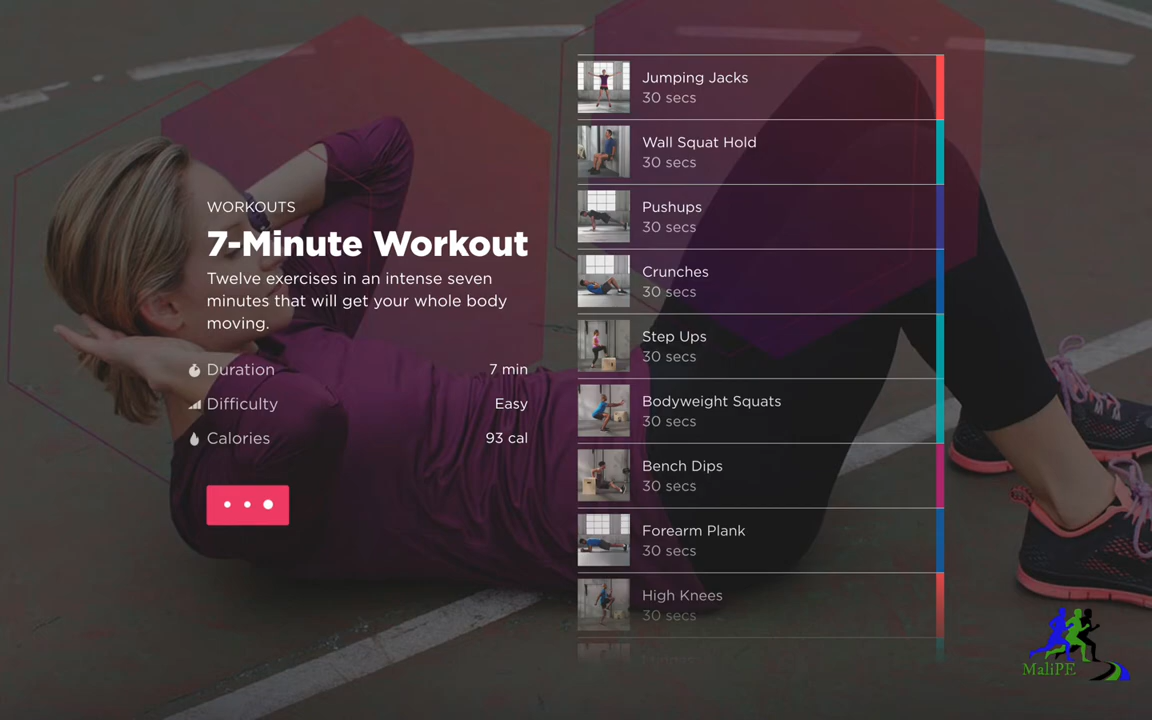 WORKOUTS
7-Minute Workout
Twelve exercises in an intense seven
minutes that will get your whole body
moving.
Duration 7 min
Difficulty Easy
Calories 93 cal
Jumping Jacks
30 secs
Wall Squat Hold
30 secs
Pushups
30 secs
Crunches
30 secs
Step Ups
30 secs
Bodyweight Squats
30 secs
Bench Dips
30 secs
Forearm Plank
30 secs
High Knees
30 secs
MaliPE